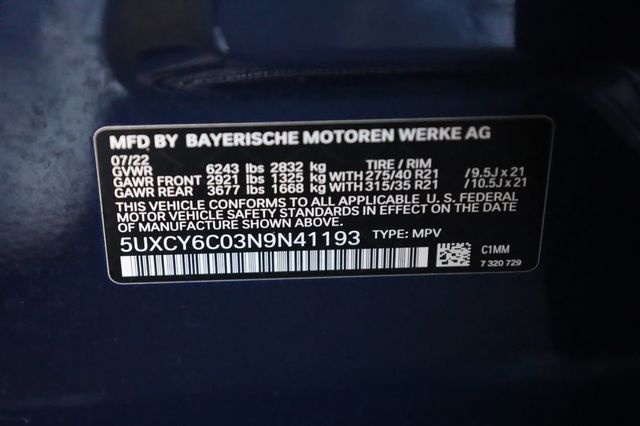 MFD BY BAYERISCHE MOTOREN WERKE AG
07/22
GVWR 6243 lbs 2832 kg TIRE / RIM
GAWR FRONT 2921 lbs 1325 kg WITH 275/40 R21 /9.5J x 21
GAWR REAR 3677 lbs 1668 kg WITH 315/35 R21 /10.5J x 21
THIS VEHICLE CONFORMS TO ALL APPLICABLE U. S. FEDERAL
MOTOR VEHICLE SAFETY STANDARDS IN EFFECT ON THE
DATE OF MANUFACTURE SHOWN ABOVE.
5UXCY6C03N9N41193 TYPE: MPV
C1MM
7 320 729